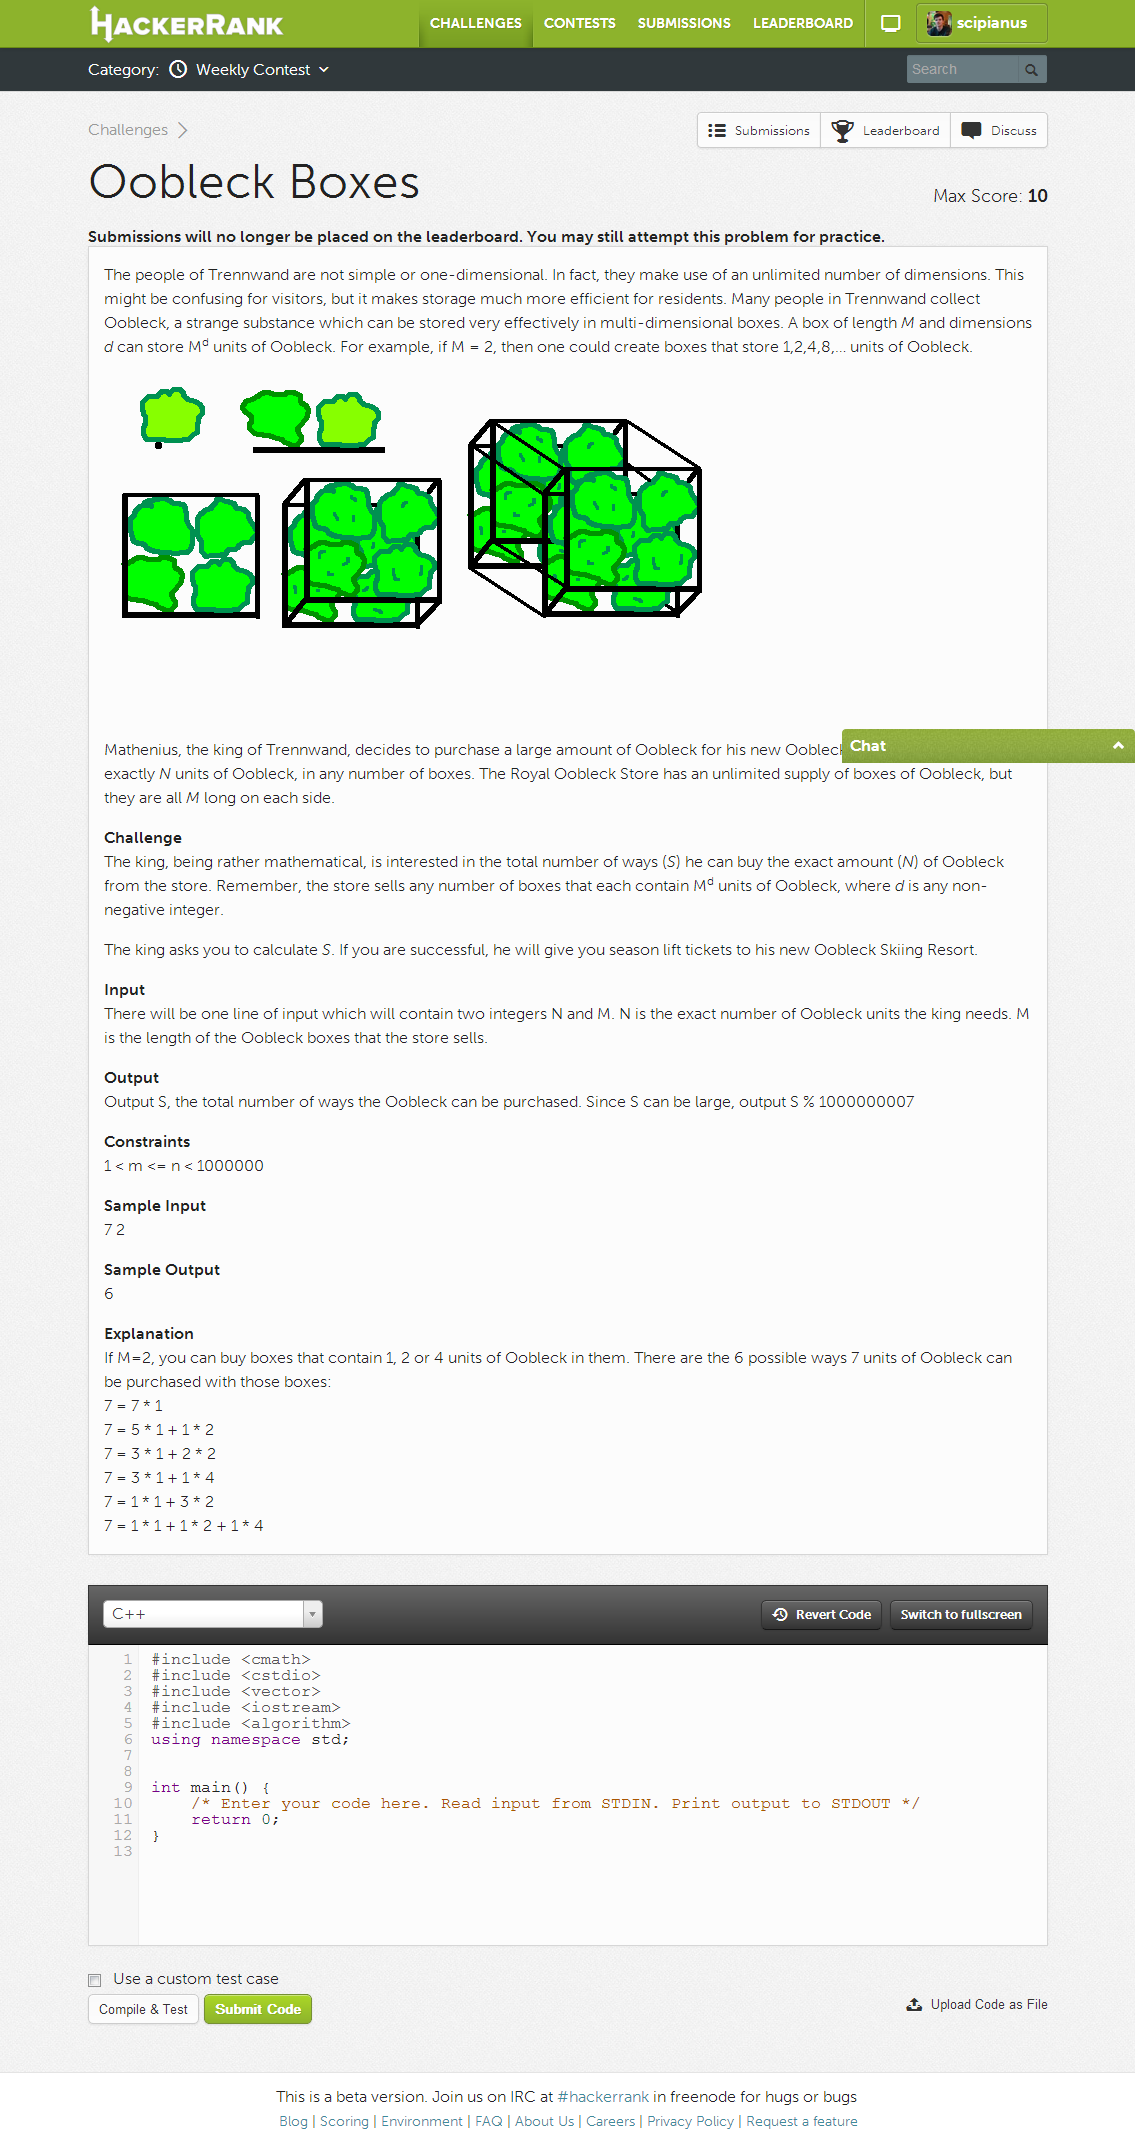 HACKERRANK
CHALLENGES CONTESTS SUBMISSIONS LEADERBOARD scipianus
Category: Weekly Contest Search
Challenges
Submissions Leaderboard Discuss
Oobleck Boxes
Max Score: 10
Submissions will no longer be placed on the leaderboard. You may still attempt this problem for practice.
The people of Trennwand are not simple or one-dimensional. In fact, they make use of an unlimited number of dimensions. This
might be confusing for visitors, but it makes storage much more efficient for residents. Many people in Trennwand collect
Oobleck, a strange substance which can be stored very effectively in multi-dimensional boxes. A box of length M and dimensions
d can store M^d units of Oobleck. For example, if M = 2, then one could create boxes that store 1,2,4,8,... units of Oobleck.
Mathenius, the king of Trennwand, decides to purchase a large amount of Oobleck for his new Oobleck
Chat
exactly N units of Oobleck, in any number of boxes. The Royal Oobleck Store has an unlimited supply of boxes of Oobleck, but
they are all M long on each side.
Challenge
The king, being rather mathematical, is interested in the total number of ways (S) he can buy the exact amount (N) of Oobleck
from the store. Remember, the store sells any number of boxes that each contain M^d units of Oobleck, where d is any non-
negative integer.
The king asks you to calculate S. If you are successful, he will give you season lift tickets to his new Oobleck Skiing Resort.
Input
There will be one line of input which will contain two integers N and M. N is the exact number of Oobleck units the king needs. M
is the length of the Oobleck boxes that the store sells.
Output
Output S, the total number of ways the Oobleck can be purchased. Since S can be large, output S % 1000000007
Constraints
1 < m <= n < 1000000
Sample Input
7 2
Sample Output
6
Explanation
If M=2, you can buy boxes that contain 1, 2 or 4 units of Oobleck in them. There are the 6 possible ways 7 units of Oobleck can
be purchased with those boxes:
7 = 7 * 1
7 = 5 * 1 + 1 * 2
7 = 3 * 1 + 2 * 2
7 = 3 * 1 + 1 * 4
7 = 1 * 1 + 3 * 2
7 = 1 * 1 + 1 * 2 + 1 * 4
C++ Revert Code Switch to fullscreen
1 #include <cmath>
2 #include <cstdio>
3 #include <vector>
4 #include <iostream>
5 #include <algorithm>
6 using namespace std;
7
8
9 int main() {
10 /* Enter your code here. Read input from STDIN. Print output to STDOUT */
11 return 0;
12 }
13
Use a custom test case
Compile & Test Submit Code Upload Code as File
This is a beta version. Join us on IRC at #hackerrank in freenode for hugs or bugs
Blog | Scoring | Environment | FAQ | About Us | Careers | Privacy Policy | Request a feature